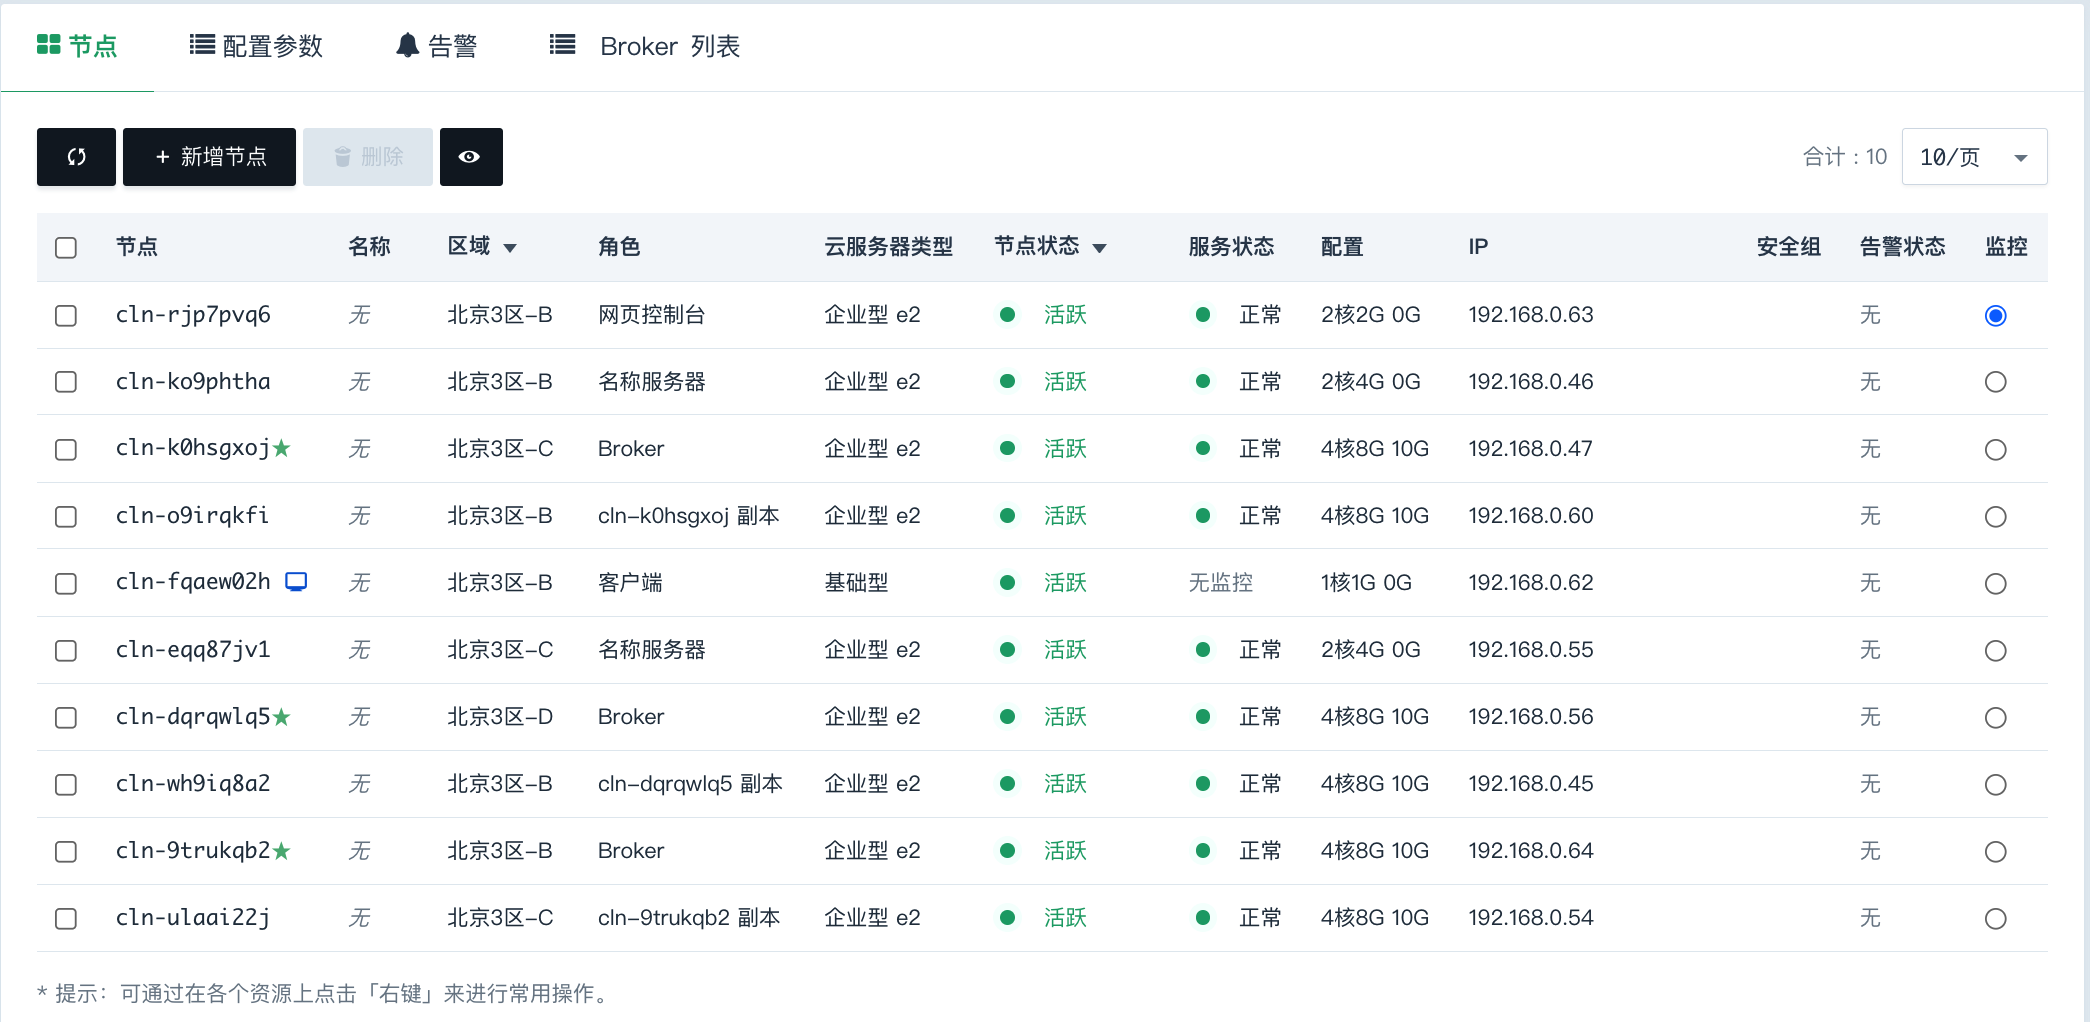 节点 配置参数 告警 Broker 列表
+ 新增节点 删除 合计：10 10/页
节点 名称 区域 角色 云服务器类型 节点状态 服务状态 配置 IP 安全组 告警状态 监控
cln-rjp7pvq6 无 北京3区-B 网页控制台 企业型 e2 活跃 正常 2核2G 0G 192.168.0.63 无
cln-ko9phtha 无 北京3区-B 名称服务器 企业型 e2 活跃 正常 2核4G 0G 192.168.0.46 无
cln-k0hsgxoj 无 北京3区-C Broker 企业型 e2 活跃 正常 4核8G 10G 192.168.0.47 无
cln-o9irqkfi 无 北京3区-B cln-k0hsgxoj 副本 企业型 e2 活跃 正常 4核8G 10G 192.168.0.60 无
cln-fqaew02h 无 北京3区-B 客户端 基础型 活跃 无监控 1核1G 0G 192.168.0.62 无
cln-eqq87jv1 无 北京3区-C 名称服务器 企业型 e2 活跃 正常 2核4G 0G 192.168.0.55 无
cln-dqrqwlq5 无 北京3区-D Broker 企业型 e2 活跃 正常 4核8G 10G 192.168.0.56 无
cln-wh9iq8a2 无 北京3区-B cln-dqrqwlq5 副本 企业型 e2 活跃 正常 4核8G 10G 192.168.0.45 无
cln-9trukqb2 无 北京3区-B Broker 企业型 e2 活跃 正常 4核8G 10G 192.168.0.64 无
cln-ulaai22j 无 北京3区-C cln-9trukqb2 副本 企业型 e2 活跃 正常 4核8G 10G 192.168.0.54 无
* 提示：可通过在各个资源上点击「右键」来进行常用操作。